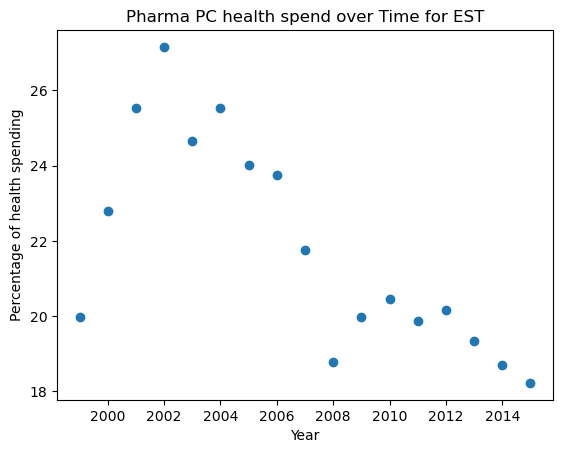 Pharma PC health spend over Time for EST
Percentage of health spending
26
24
22
20
18
2000 2002 2004 2006 2008 2010 2012 2014
Year